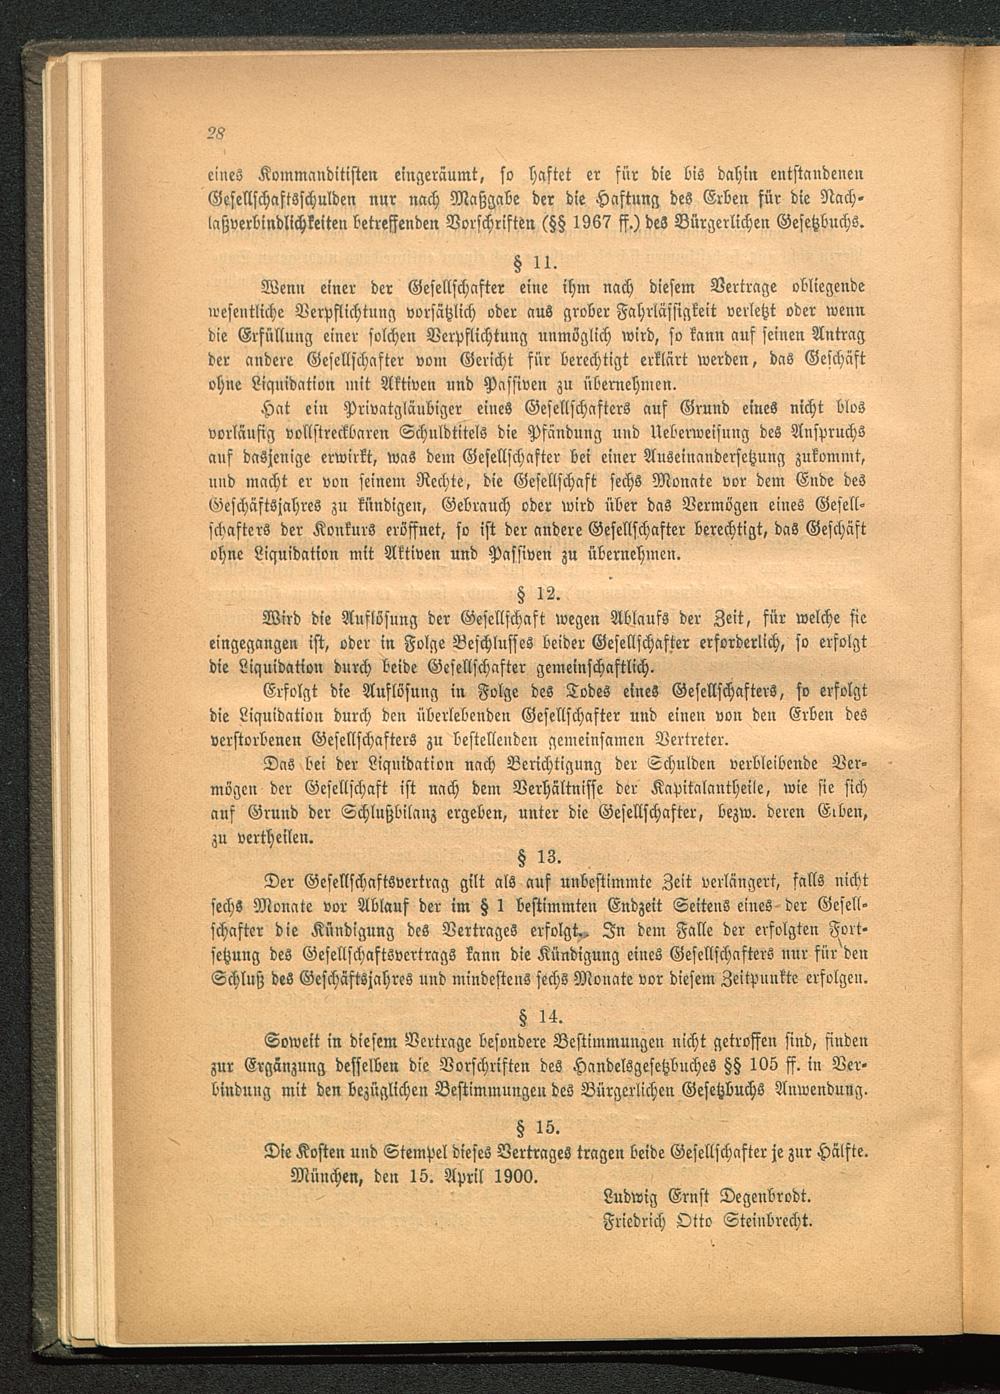 28
eines Kommanditisten eingeräumt, so haftet er für die bis dahin entstandenen
Gesellschaftsschulden nur nach Maßgabe der die Haftung des Erben für die Nach-
laßverbindlichkeiten betreffenden Vorschriften (§§ 1967 ff.) des Bürgerlichen Gesetzbuchs.
§ 11.
Wenn einer der Gesellschafter eine ihm nach diesem Vertrage obliegende
wesentliche Verpflichtung vorsätzlich oder aus grober Fahrlässigkeit verletzt oder wenn
die Erfüllung einer solchen Verpflichtung unmöglich wird, so kann auf seinen Antrag
der andere Gesellschafter vom Gericht für berechtigt erklärt werden, das Geschäft
ohne Liquidation mit Aktiven und Passiven zu übernehmen.
Hat ein Privatgläubiger eines Gesellschafters auf Grund eines nicht blos
vorläufig vollstreckbaren Schuldtitels die Pfändung und Ueberweisung des Anspruchs
auf dasjenige erwirkt, was dem Gesellschafter bei einer Auseinandersetzung zukommt,
und macht er von seinem Rechte, die Gesellschaft sechs Monate vor dem Ende des
Geschäftsjahres zu kündigen, Gebrauch oder wird über das Vermögen eines Gesell-
schafters der Konkurs eröffnet, so ist der andere Gesellschafter berechtigt, das Geschäft
ohne Liquidation mit Aktiven und Passiven zu übernehmen.
§ 12.
Wird die Auflösung der Gesellschaft wegen Ablaufs der Zeit, für welche sie
eingegangen ist, oder in Folge Beschlusses beider Gesellschafter erforderlich, so erfolgt
die Liquidation durch beide Gesellschafter gemeinschaftlich.
Erfolgt die Auflösung in Folge des Todes eines Gesellschafters, so erfolgt
die Liquidation durch den überlebenden Gesellschafter und einen von den Erben des
verstorbenen Gesellschafters zu bestellenden gemeinsamen Vertreter.
Das bei der Liquidation nach Berichtigung der Schulden verbleibende Ver-
mögen der Gesellschaft ist nach dem Verhältnisse der Kapitalantheile, wie sie sich
auf Grund der Schlußbilanz ergeben, unter die Gesellschafter, bezw. deren Erben,
zu vertheilen.
§ 13.
Der Gesellschaftsvertrag gilt als auf unbestimmte Zeit verlängert, falls nicht
sechs Monate vor Ablauf der im § 1 bestimmten Endzeit Seitens eines der Gesell-
schafter die Kündigung des Vertrages erfolgt. In dem Falle der erfolgten Fort-
setzung des Gesellschaftsvertrags kann die Kündigung eines Gesellschafters nur für den
Schluß des Geschäftsjahres und mindestens sechs Monate vor diesem Zeitpunkte erfolgen.
§ 14.
Soweit in diesem Vertrage besondere Bestimmungen nicht getroffen sind, finden
zur Ergänzung desselben die Vorschriften des Handelsgesetzbuches §§ 105 ff. in Ver-
bindung mit den bezüglichen Bestimmungen des Bürgerlichen Gesetzbuchs Anwendung.
§ 15.
Die Kosten und Stempel dieses Vertrages tragen beide Gesellschafter je zur Hälfte.
München, den 15. April 1900.
Ludwig Ernst Degenbrodt.
Friedrich Otto Steinbrecht.